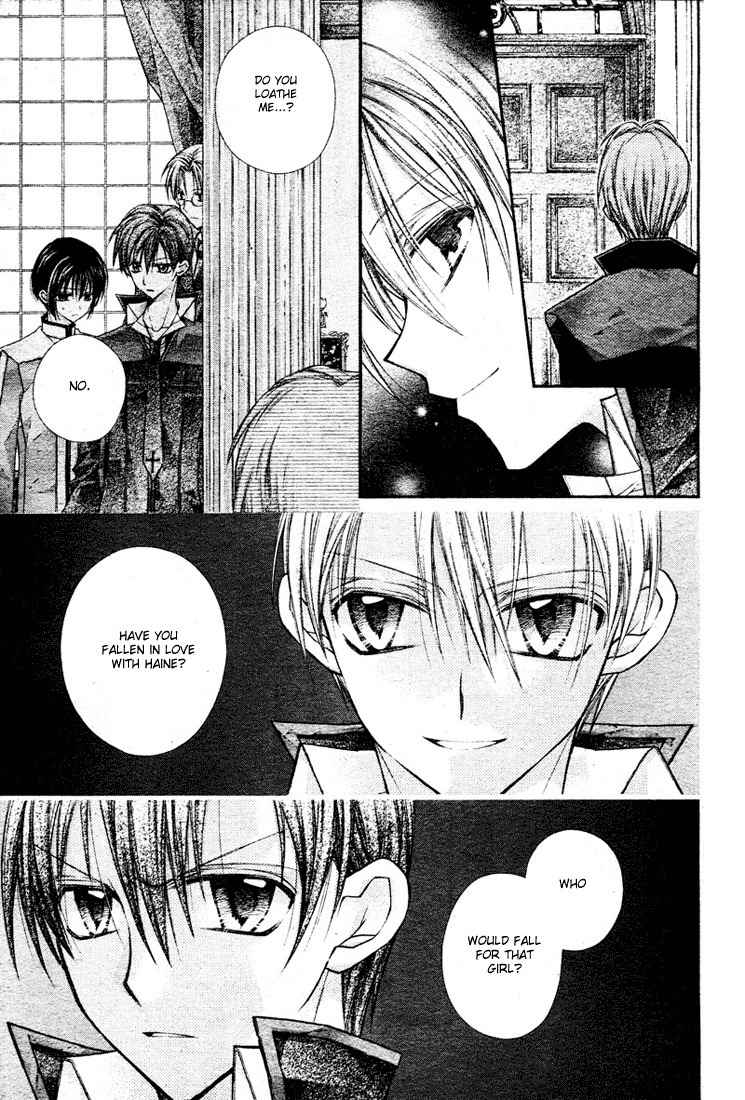 DO YOU
LOATHE
ME...?
NO.
HAVE YOU
FALLEN IN LOVE
WITH HAINE?
WHO
WOULD FALL
FOR THAT
GIRL?